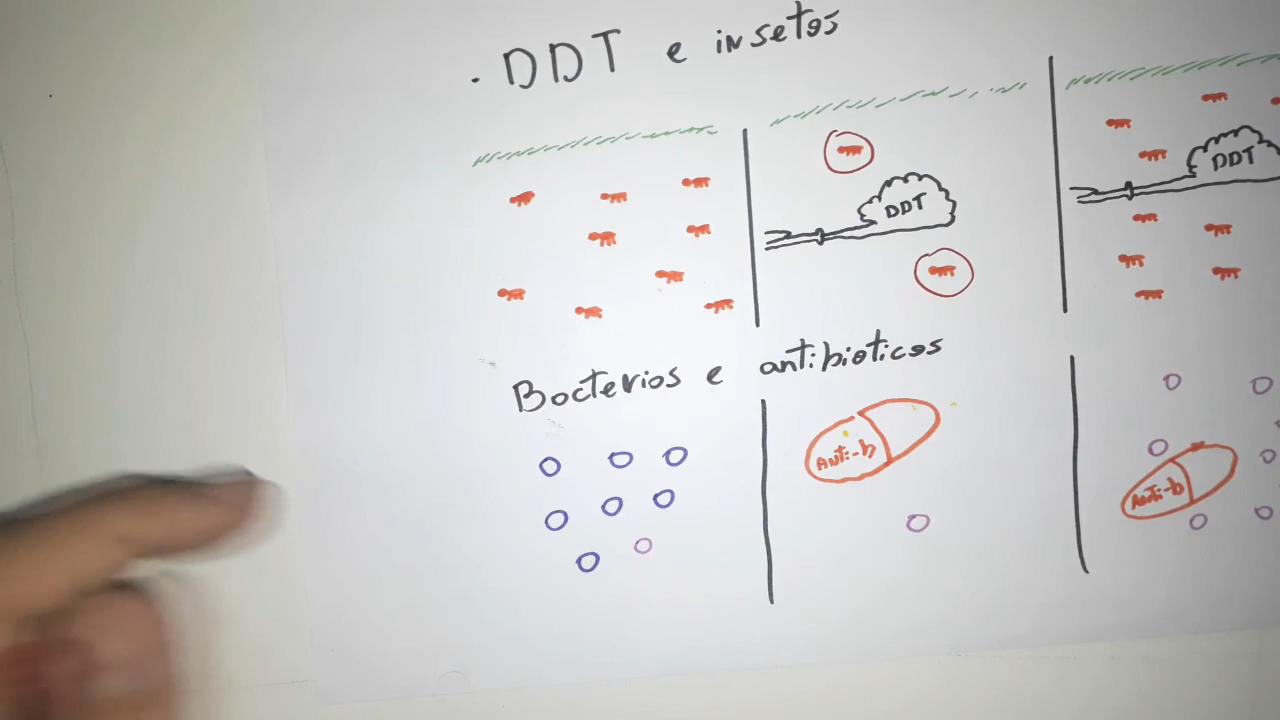 . DDT e insetos
DDT
DDT
Bacterias e antibioticos
Anti-b
Anti-b